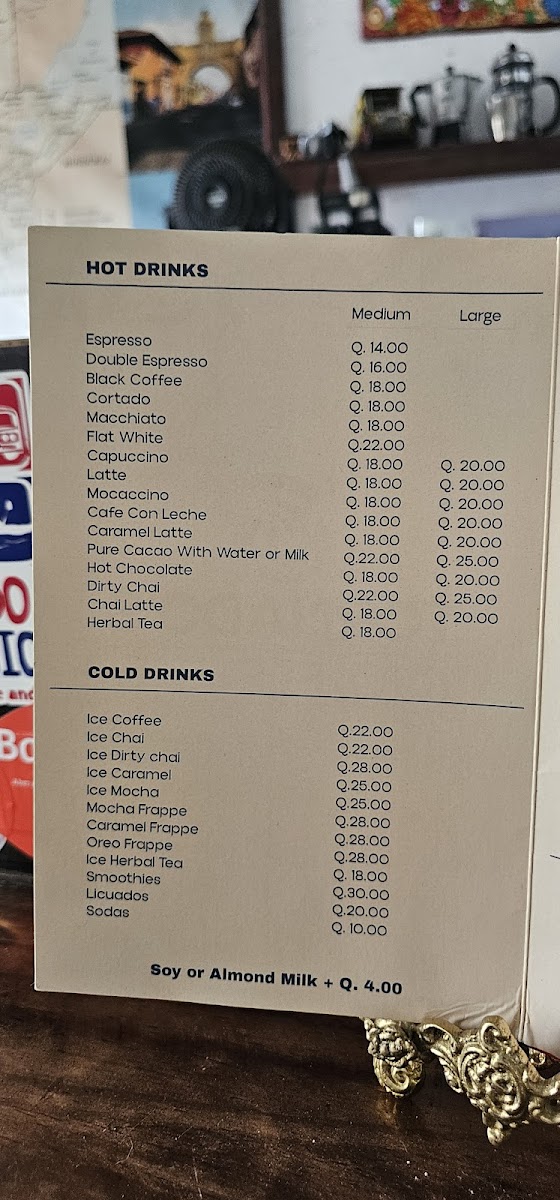 HOT DRINKS
Medium Large
Espresso Q. 14.00
Double Espresso Q. 16.00
Black Coffee Q. 18.00
Cortado Q. 18.00
Macchiato Q. 18.00
Flat White Q.22.00
Capuccino Q. 18.00 Q. 20.00
Latte Q. 18.00 Q. 20.00
Mocaccino Q. 18.00 Q. 20.00
Cafe Con Leche Q. 18.00 Q. 20.00
Caramel Latte Q. 18.00 Q. 20.00
Pure Cacao With Water or Milk Q.22.00 Q. 25.00
Hot Chocolate Q. 18.00 Q. 20.00
Dirty Chai Q.22.00 Q. 25.00
Chai Latte Q. 18.00 Q. 20.00
Herbal Tea Q. 18.00
COLD DRINKS
Ice Coffee Q.22.00
Ice Chai Q.22.00
Ice Dirty chai Q.28.00
Ice Caramel Q.25.00
Ice Mocha Q.25.00
Mocha Frappe Q.28.00
Caramel Frappe Q.28.00
Oreo Frappe Q.28.00
Ice Herbal Tea Q. 18.00
Smoothies Q.30.00
Licuados Q.20.00
Sodas Q. 10.00
Soy or Almond Milk + Q. 4.00